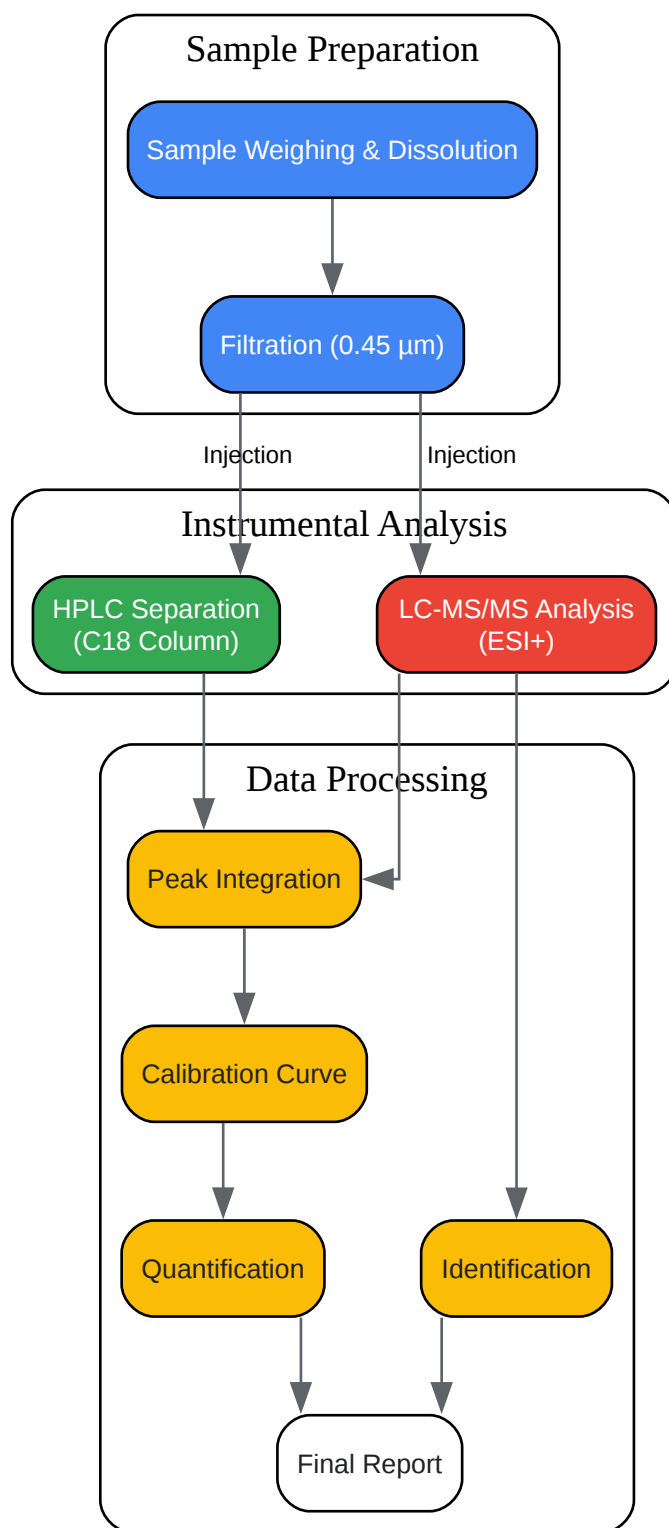 Sample Preparation
Sample Weighing & Dissolution
Filtration (0.45 µm)
Injection
Injection
Instrumental Analysis
HPLC Separation
(C18 Column)
LC-MS/MS Analysis
(ESI+)
Data Processing
Peak Integration
Calibration Curve
Quantification
Identification
Final Report